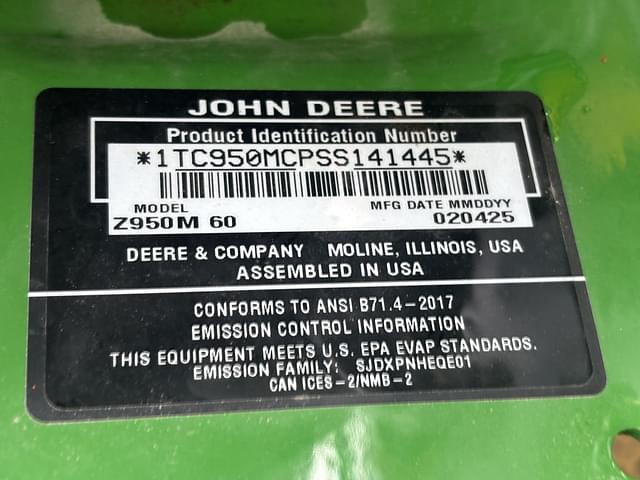 JOHN DEERE
Product Identification Number
*1TC950MCPSS141445*
MODEL MFG DATE MMDDYY
Z950M 60 020425
DEERE & COMPANY MOLINE, ILLINOIS, USA
ASSEMBLED IN USA
CONFORMS TO ANSI B71.4-2017
EMISSION CONTROL INFORMATION
THIS EQUIPMENT MEETS U.S. EPA EVAP STANDARDS.
EMISSION FAMILY: SJDXPNHEQE01
CAN ICES-2/NMB-2